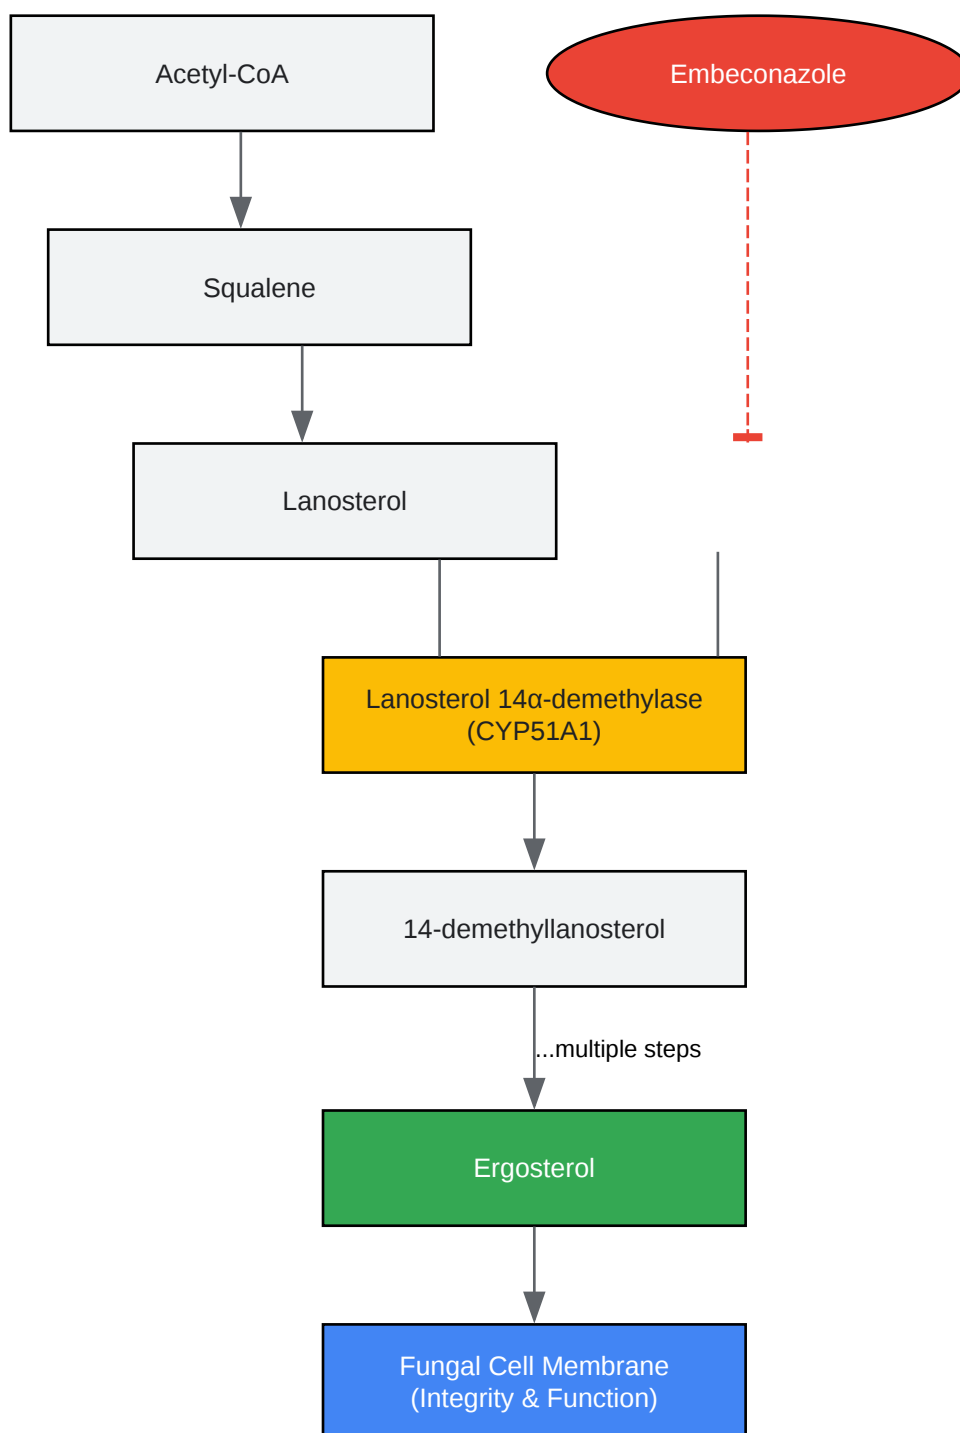 Acetyl-CoA
Embeconazole
Squalene
Lanosterol
Lanosterol 14α-demethylase
(CYP51A1)
14-demethyllanosterol
...multiple steps
Ergosterol
Fungal Cell Membrane
(Integrity & Function)